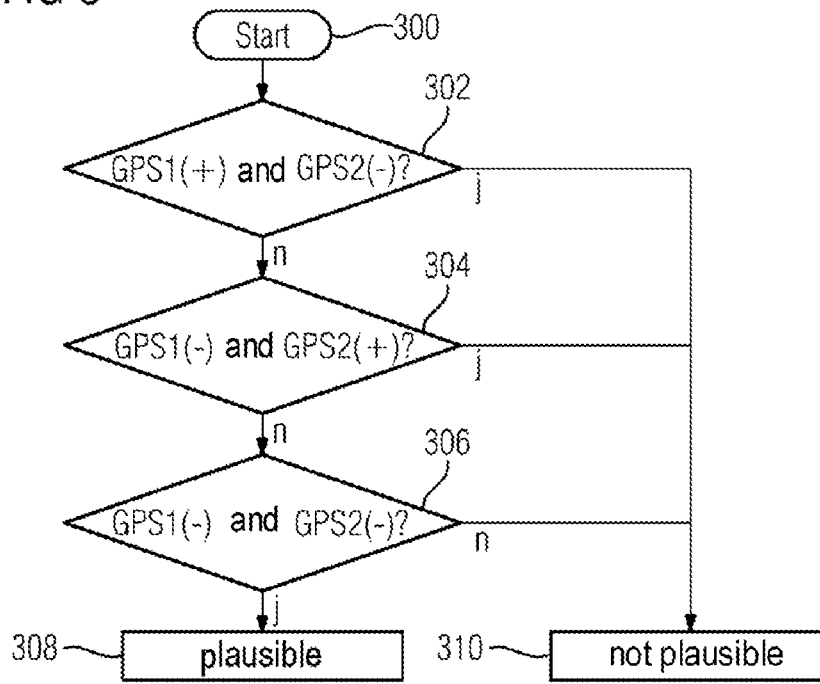 Start
300
302
GPS1(+) and GPS2(-)?
j
n
304
GPS1(-) and GPS2(+)?
j
n
306
GPS1(-) and GPS2(-)?
n
j
308
plausible
310
not plausible